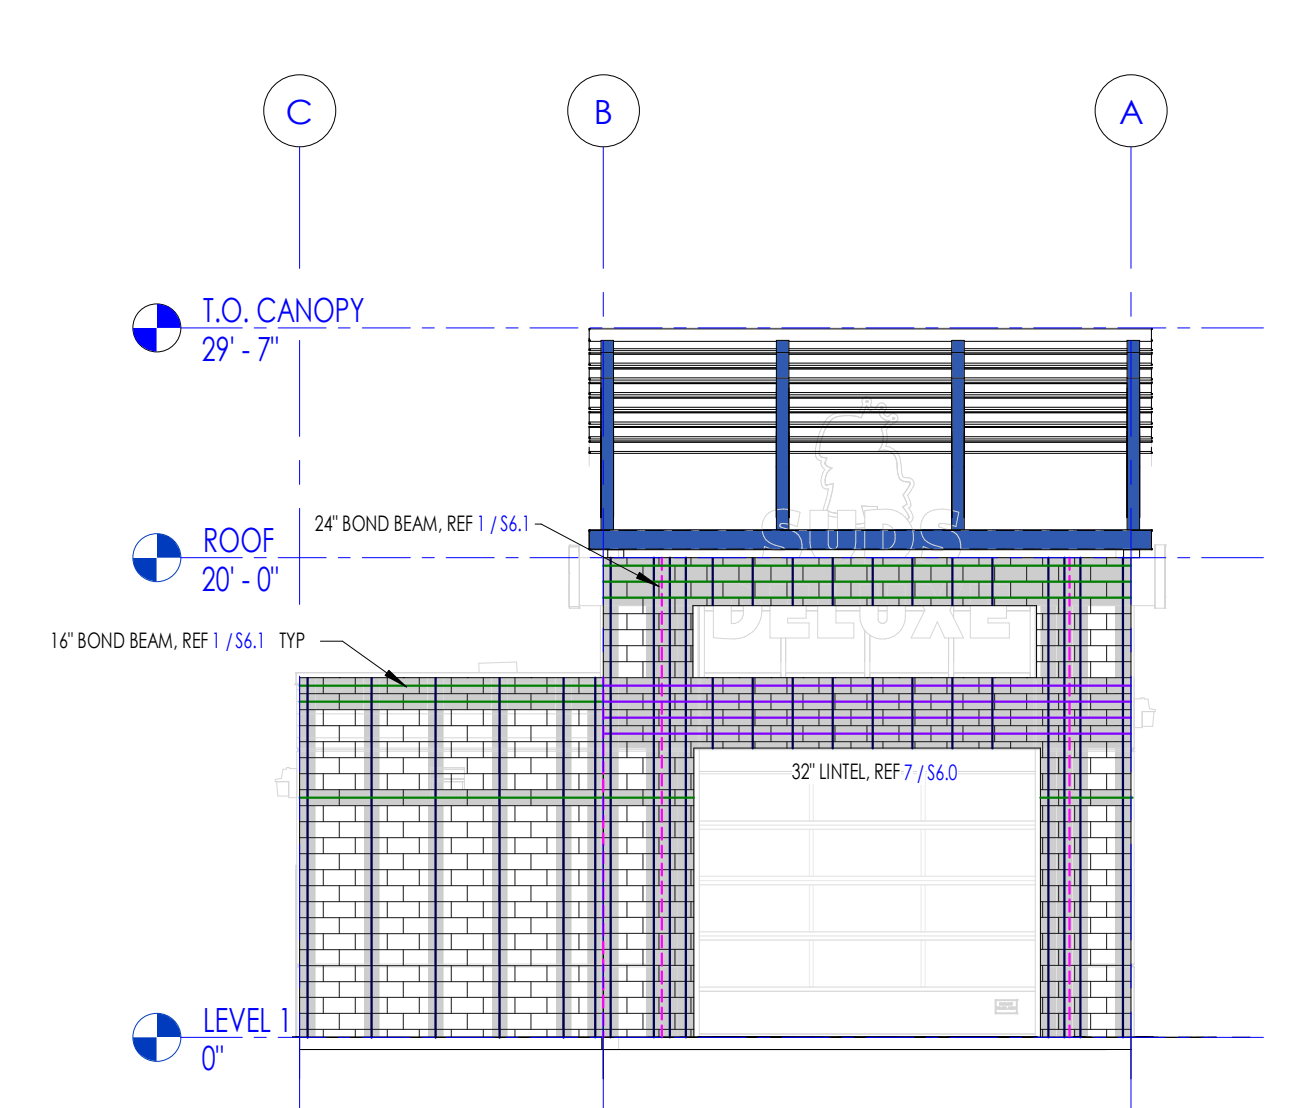 C
B
A
T.O. CANOPY
29' - 7"
SUDS
24" BOND BEAM, REF 1 / S6.1
ROOF
20' - 0"
DELUXE
16" BOND BEAM, REF 1 / S6.1 TYP
32" LINTEL, REF 7 / S6.0
LEVEL 1
0"